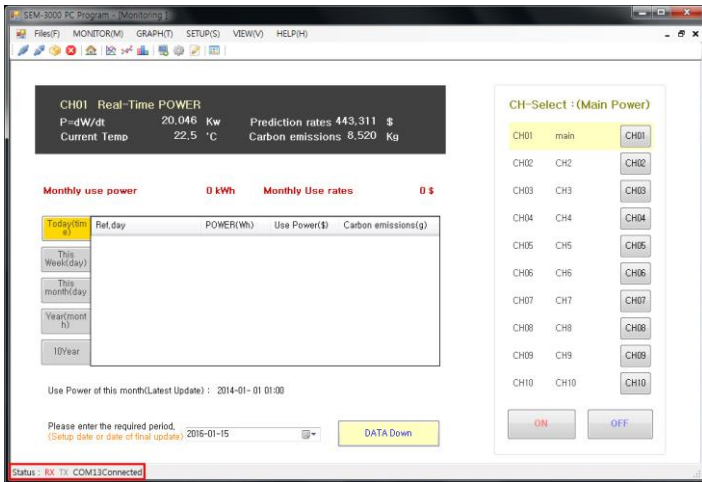 SEM-3000 PC Program - [Monitoring ]
Files(F) MONITOR(M) GRAPH(T) SETUP(S) VIEW(V) HELP(H)
CH01 Real-Time POWER
P=dW/dt 20,046 Kw Prediction rates 443,311 $
Current Temp 22,5 °C Carbon emissions 8,520 Kg
Monthly use power 0 kWh Monthly Use rates 0 $
Today(tim
e)
Ref,day POWER(Wh) Use Power($) Carbon emissions(g)
This
Week(day)
This
month(day
Year(mont
h)
10Year
Use Power of this month(Latest Update) : 2014-01- 01 01:00
Please enter the required period,
(Setup date or date of final update) 2016-01-15
DATA Down
CH-Select : (Main Power)
CH01 main CH01
CH02 CH2 CH02
CH03 CH3 CH03
CH04 CH4 CH04
CH05 CH5 CH05
CH06 CH6 CH06
CH07 CH7 CH07
CH08 CH8 CH08
CH09 CH9 CH09
CH10 CH10 CH10
ON OFF
Status : RX TX COM13Connected